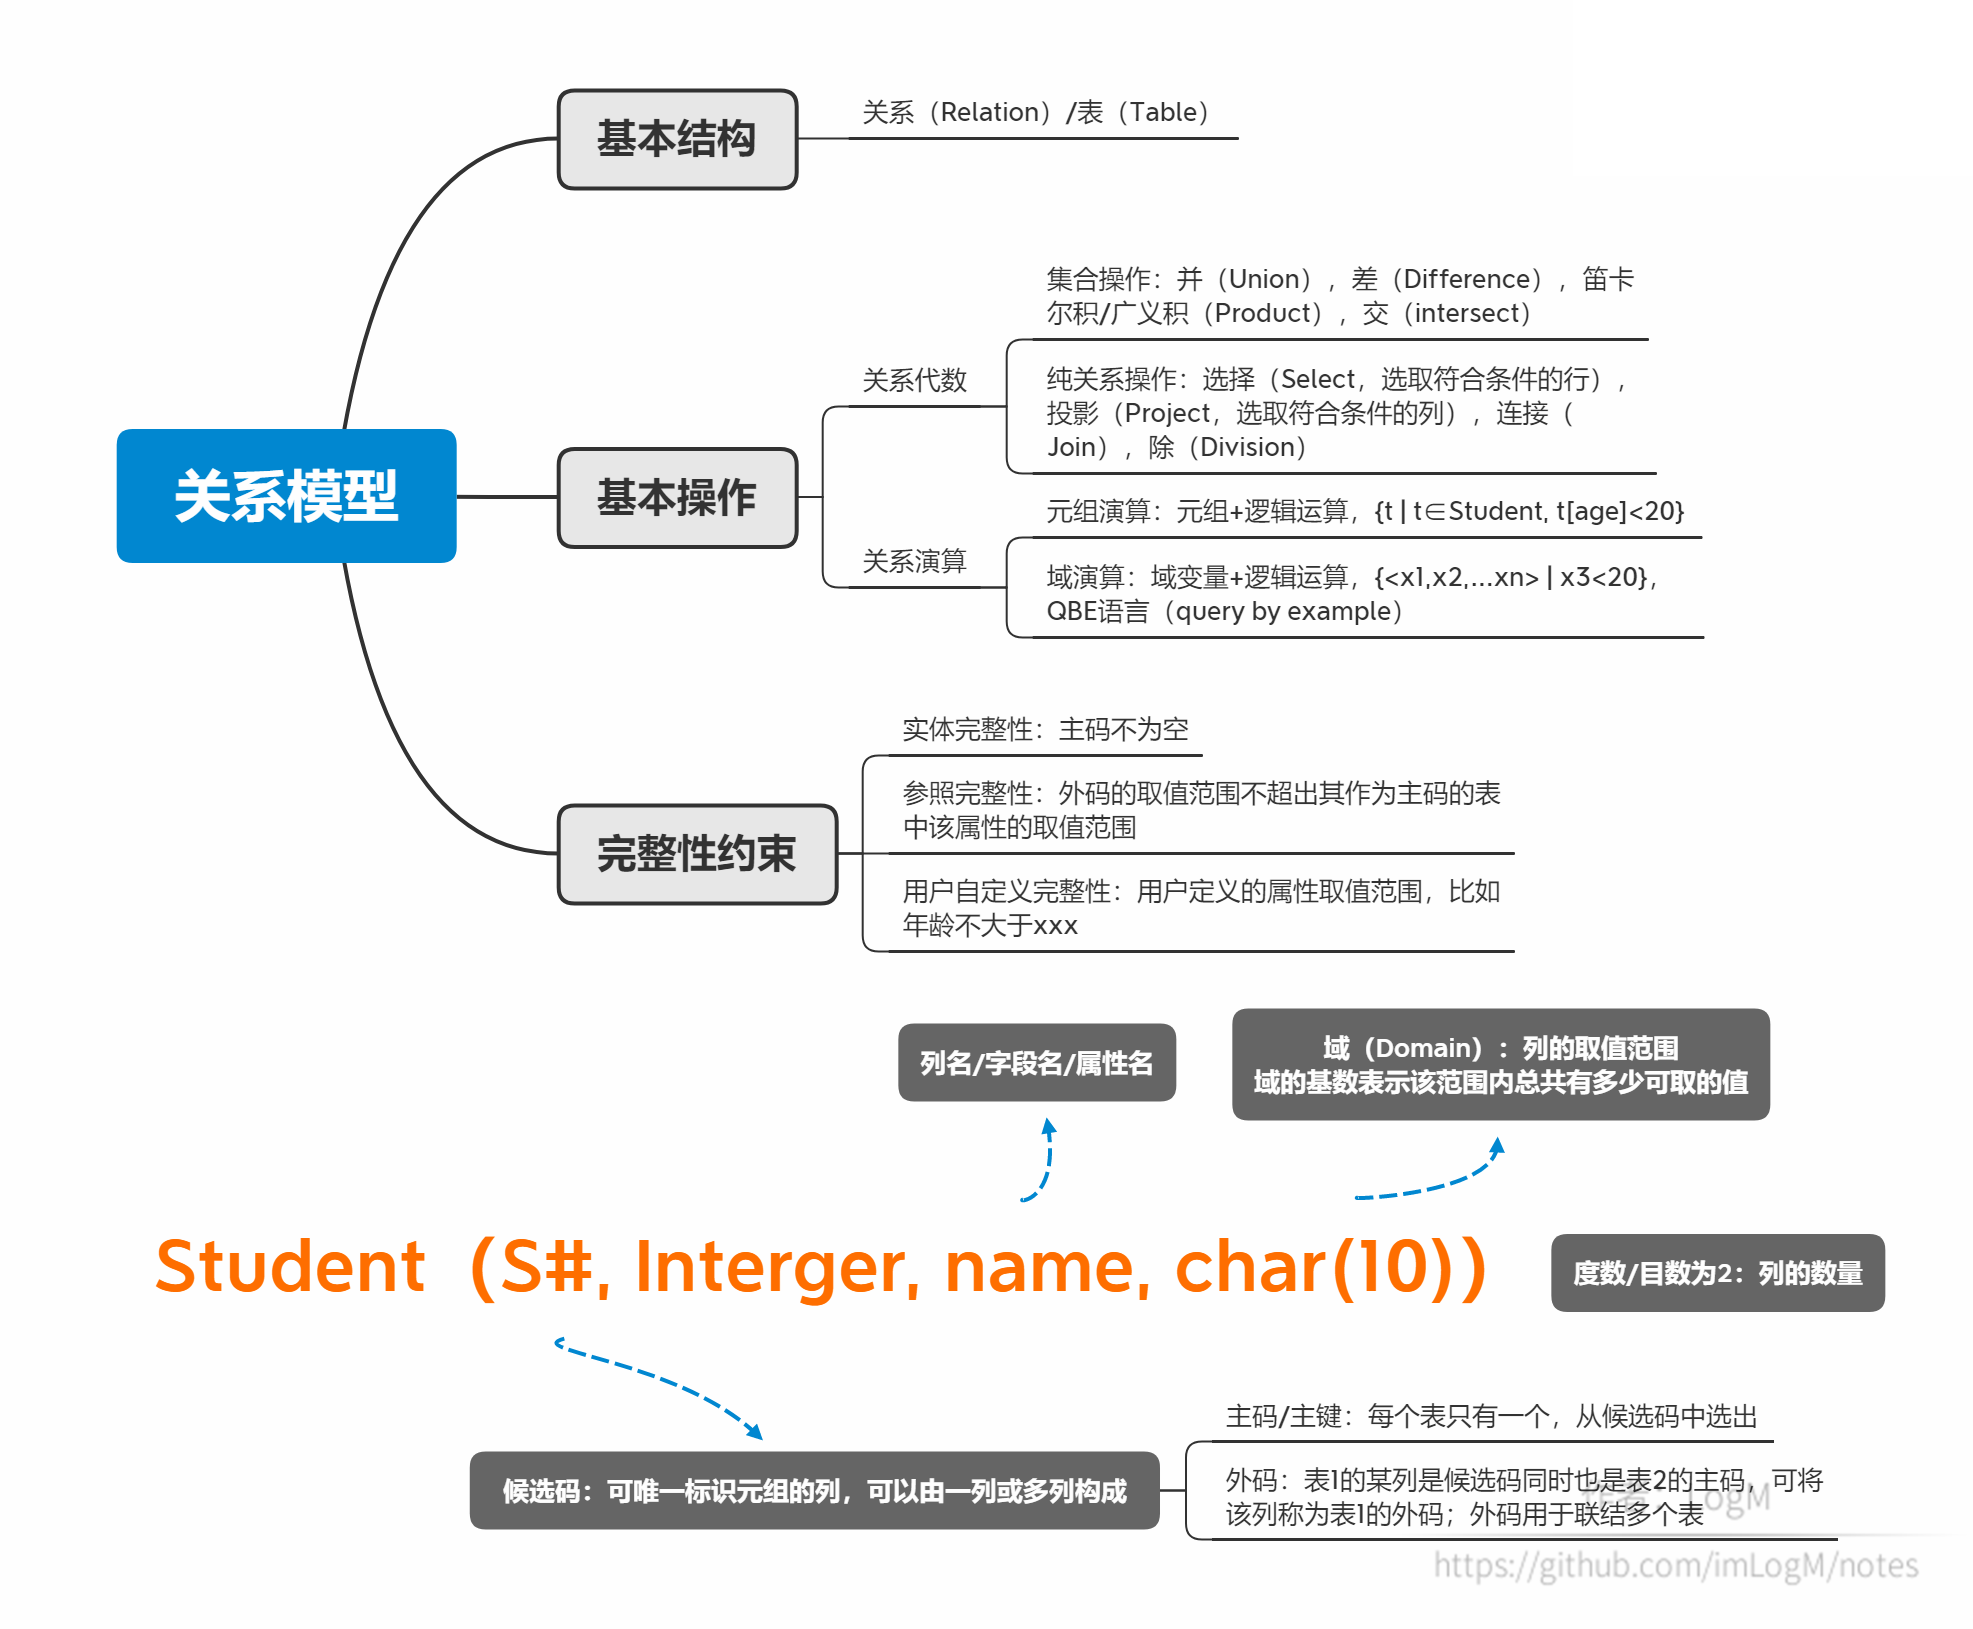 关系模型
基本结构
关系（Relation）/表（Table）
基本操作
关系代数
集合操作：并（Union），差（Difference），笛卡
尔积/广义积（Product），交（intersect）
纯关系操作：选择（Select，选取符合条件的行），
投影（Project，选取符合条件的列），连接（
Join），除（Division）
关系演算
元组演算：元组+逻辑运算，{t | t∈Student, t[age]<20}
域演算：域变量+逻辑运算，{<x1,x2,...xn> | x3<20}，
QBE语言（query by example）
完整性约束
实体完整性：主码不为空
参照完整性：外码的取值范围不超出其作为主码的表
中该属性的取值范围
用户自定义完整性：用户定义的属性取值范围，比如
年龄不大于xxx
列名/字段名/属性名
域（Domain）：列的取值范围
域的基数表示该范围内总共有多少可取的值
Student（S#, Interger, name, char(10)）
度数/目数为2：列的数量
候选码：可唯一标识元组的列，可以由一列或多列构成
主码/主键：每个表只有一个，从候选码中选出
外码：表1的某列是候选码同时也是表2的主码，可将
该列称为表1的外码；外码用于联结多个表
作者：LogM
https://github.com/imLogM/notes